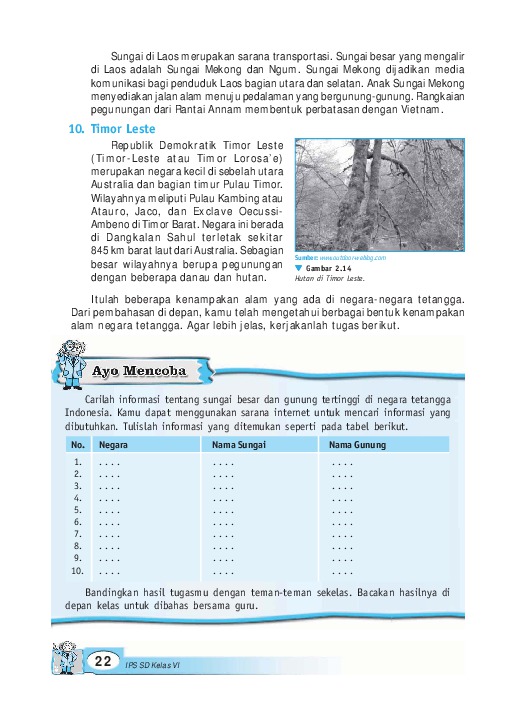 Sungai di Laos merupakan sarana transportasi. Sungai besar yang mengalir
di Laos adalah Sungai Mekong dan Ngum. Sungai Mekong dijadikan media
komunikasi bagi penduduk Laos bagian utara dan selatan. Anak Sungai Mekong
menyediakan jalan alam menuju pedalaman yang bergunung-gunung. Rangkaian
pegunungan dari Rantai Annam membentuk perbatasan dengan Vietnam.
10. Timor Leste
Republik Demokratik Timor Leste
(Timor-Leste atau Timor Lorosa'e)
merupakan negara kecil di sebelah utara
Australia dan bagian timur Pulau Timor.
Wilayahnya meliputi Pulau Kambing atau
Atauro, Jaco, dan Exclave Oecussi-
Ambeno di Timor Barat. Negara ini berada
di Dangkalan Sahul terletak sekitar
845 km barat laut dari Australia. Sebagian
besar wilayahnya berupa pegunungan
dengan beberapa danau dan hutan.
Sumber: www.outdoorwebbg.com
Gambar 2.14
Hutan di Timor Leste.
Itulah beberapa kenampakan alam yang ada di negara-negara tetangga.
Dari pembahasan di depan, kamu telah mengetahui berbagai bentuk kenampakan
alam negara tetangga. Agar lebih jelas, kerjakanlah tugas berikut.
Ayo Mencoba
Carilah informasi tentang sungai besar dan gunung tertinggi di negara tetangga
Indonesia. Kamu dapat menggunakan sarana internet untuk mencari informasi yang
dibutuhkan. Tulislah informasi yang ditemukan seperti pada tabel berikut.
No. Negara Nama Sungai Nama Gunung
1. . . . . . . . . . . . .
2. . . . . . . . . . . . .
3. . . . . . . . . . . . .
4. . . . . . . . . . . . .
5. . . . . . . . . . . . .
6. . . . . . . . . . . . .
7. . . . . . . . . . . . .
8. . . . . . . . . . . . .
9. . . . . . . . . . . . .
10. . . . . . . . . . . . .
Bandingkan hasil tugasmu dengan teman-teman sekelas. Bacakan hasilnya di
depan kelas untuk dibahas bersama guru.
22 IPS SD Kelas VI